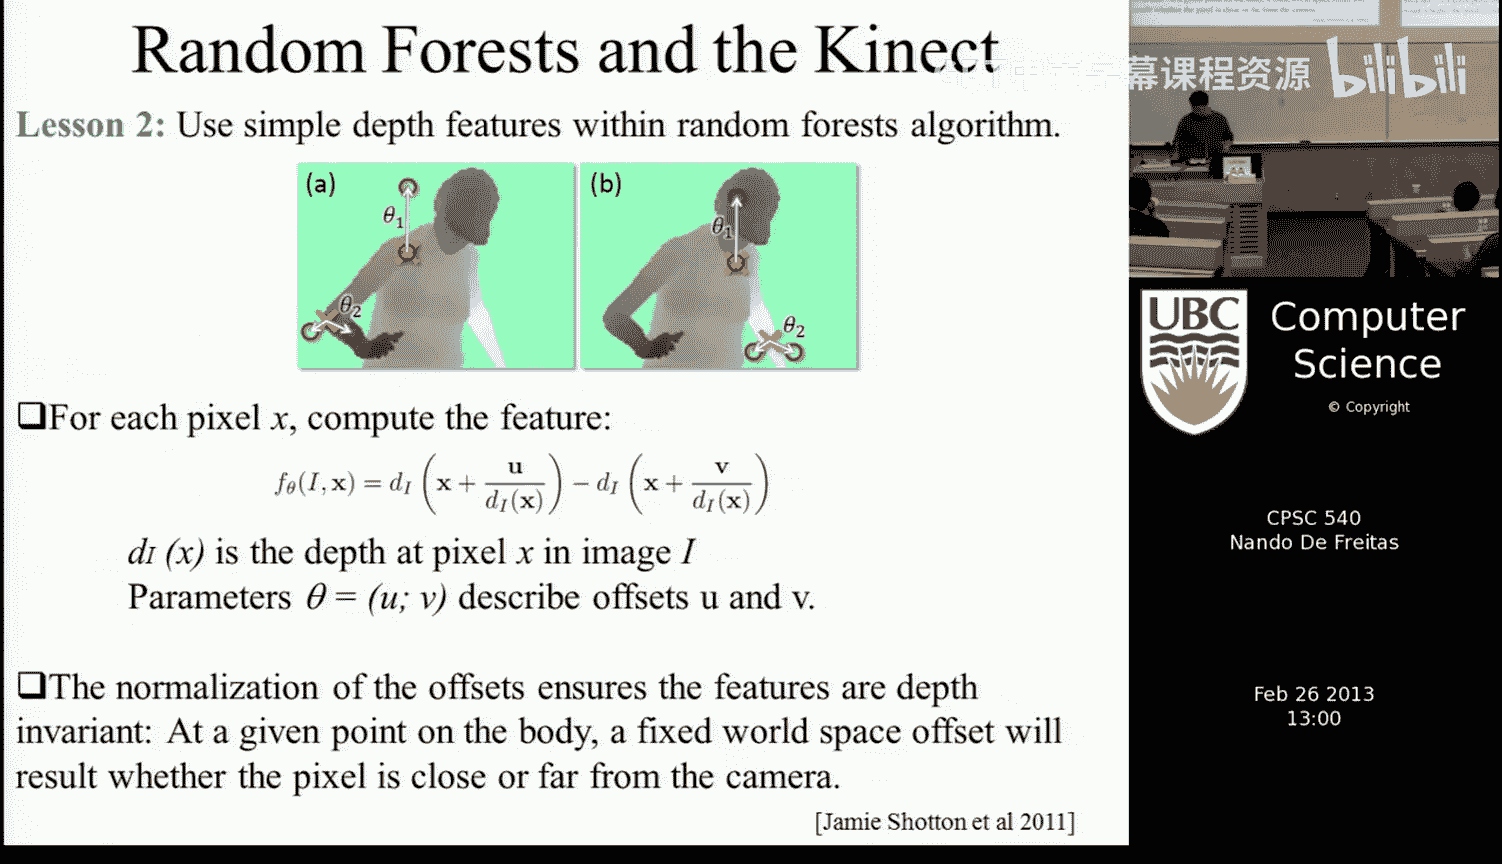 Random Forests and the Kinect
幕课程资源 bilibili
Lesson 2: Use simple depth features within random forests algorithm.
(a)
θ1
θ2
(b)
θ1
θ2
UBC
Computer
Science
© Copyright
❑For each pixel x, compute the feature:
fθ(I, x) = dI ( x + u / dI(x) ) − dI ( x + v / dI(x) )
dI (x) is the depth at pixel x in image I
Parameters θ = (u; v) describe offsets u and v.
CPSC 540
Nando De Freitas
❑The normalization of the offsets ensures the features are depth
invariant: At a given point on the body, a fixed world space offset will
result whether the pixel is close or far from the camera.
[Jamie Shotton et al 2011]
Feb 26 2013
13:00